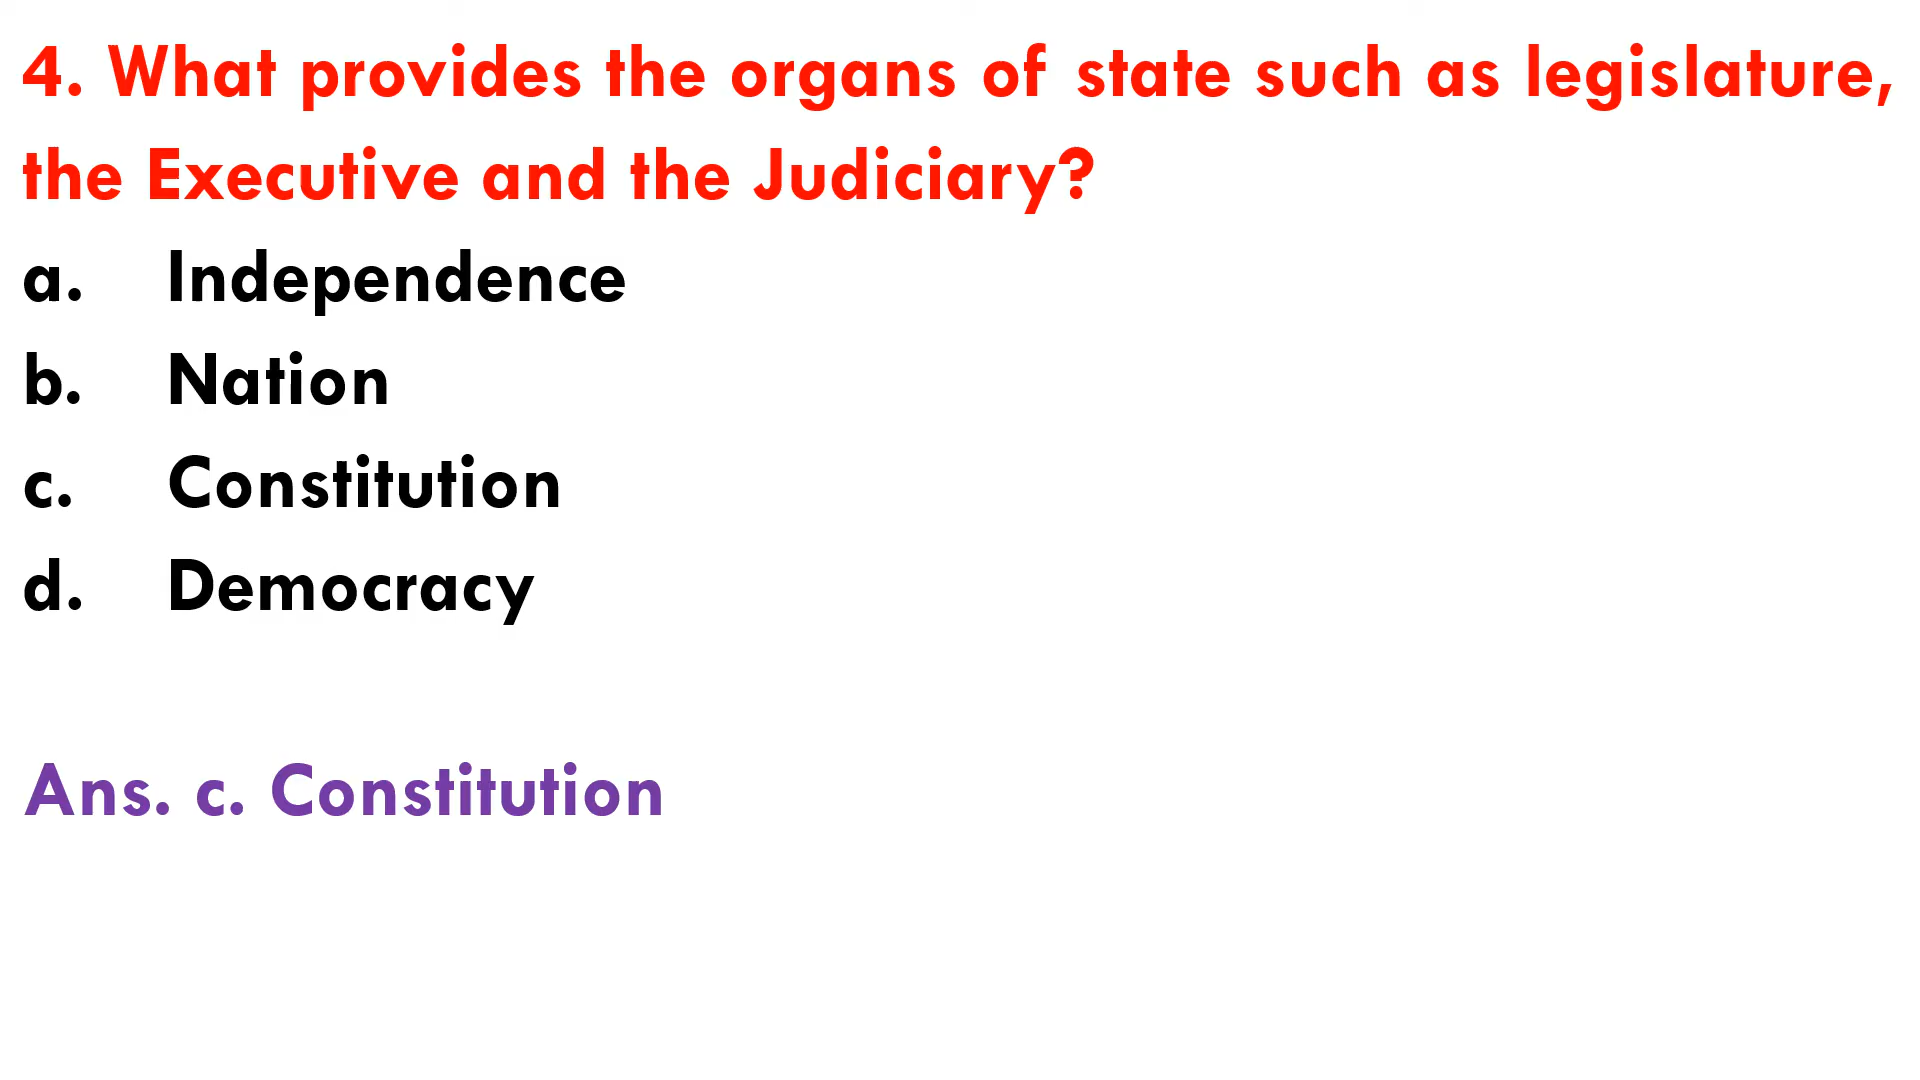 4. What provides the organs of state such as legislature,
the Executive and the Judiciary?
a. Independence
b. Nation
c. Constitution
d. Democracy
Ans. c. Constitution